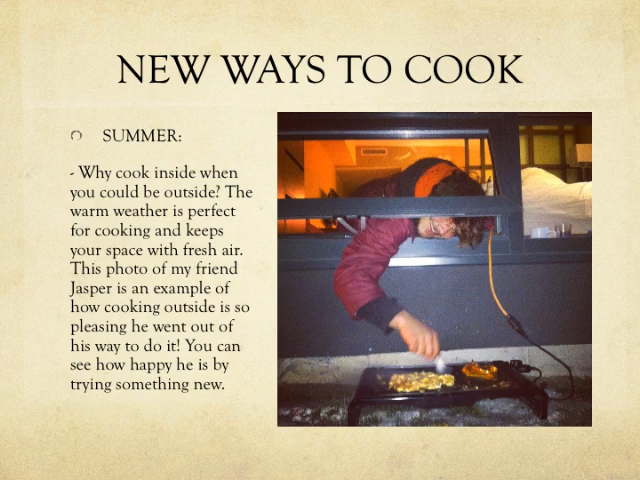 NEW WAYS TO COOK
SUMMER:
- Why cook inside when
you could be outside? The
warm weather is perfect
for cooking and keeps
your space with fresh air.
This photo of my friend
Jasper is an example of
how cooking outside is so
pleasing he went out of
his way to do it! You can
see how happy he is by
trying something new.